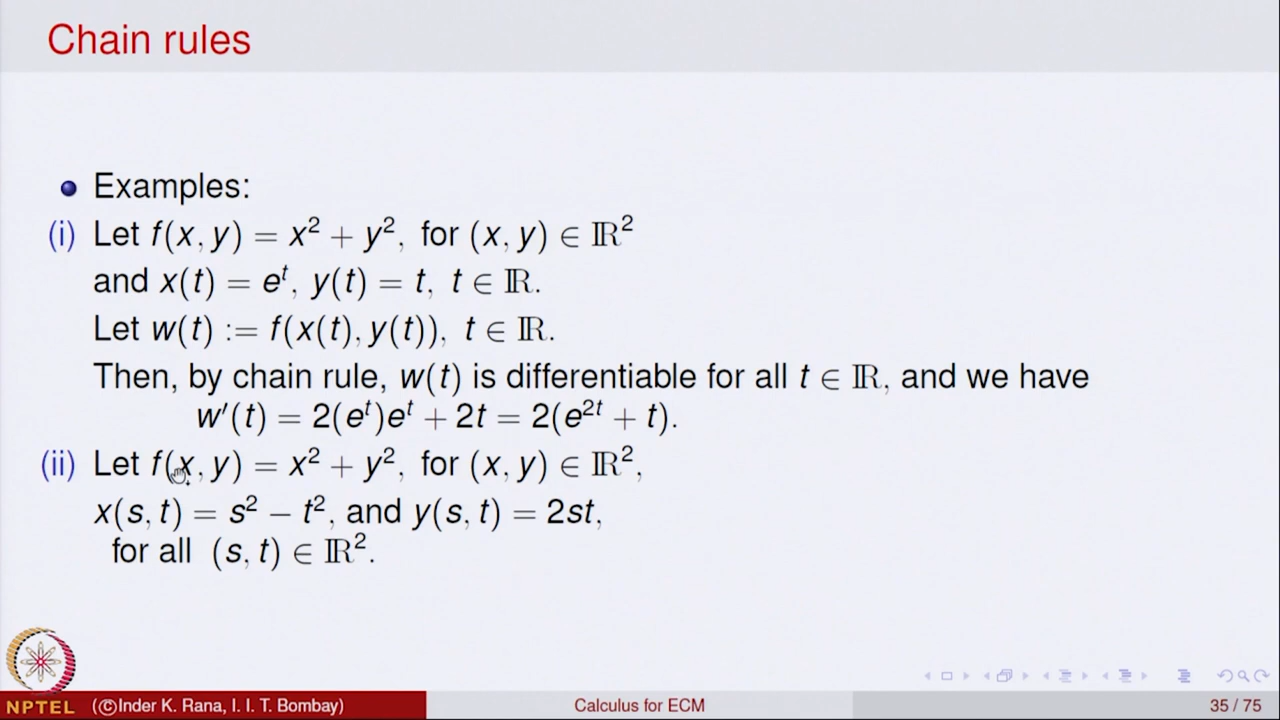 Chain rules
Examples:
(i) Let f(x, y) = x² + y², for (x, y) ∈ ℝ²
and x(t) = eᵗ, y(t) = t, t ∈ ℝ.
Let w(t) := f(x(t), y(t)), t ∈ ℝ.
Then, by chain rule, w(t) is differentiable for all t ∈ ℝ, and we have
w′(t) = 2(eᵗ)eᵗ + 2t = 2(e²ᵗ + t).
(ii) Let f(x, y) = x² + y², for (x, y) ∈ ℝ²,
x(s, t) = s² − t², and y(s, t) = 2st,
for all (s, t) ∈ ℝ².
NPTEL
(©Inder K. Rana, I. I. T. Bombay) Calculus for ECM 35 / 75